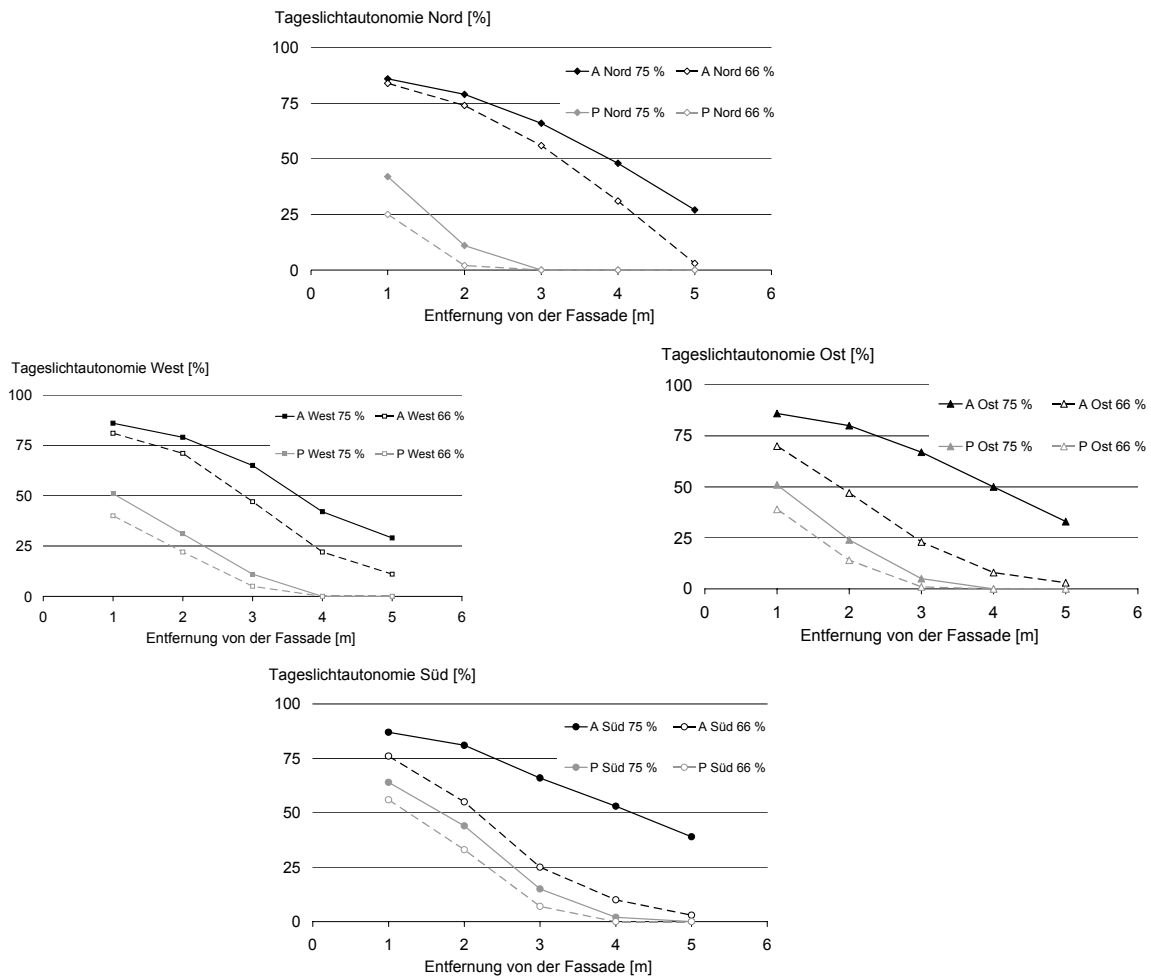 Tageslichtautonomie Nord [%]
100
75
50
25
0
A Nord 75 % A Nord 66 %
P Nord 75 % P Nord 66 %
0 1 2 3 4 5 6
Entfernung von der Fassade [m]
Tageslichtautonomie West [%]
100
75
50
25
0
A West 75 % A West 66 %
P West 75 % P West 66 %
0 1 2 3 4 5 6
Entfernung von der Fassade [m]
Tageslichtautonomie Ost [%]
100
75
50
25
0
A Ost 75 % A Ost 66 %
P Ost 75 % P Ost 66 %
0 1 2 3 4 5 6
Entfernung von der Fassade [m]
Tageslichtautonomie Süd [%]
100
75
50
25
0
A Süd 75 % A Süd 66 %
P Süd 75 % P Süd 66 %
0 1 2 3 4 5 6
Entfernung von der Fassade [m]